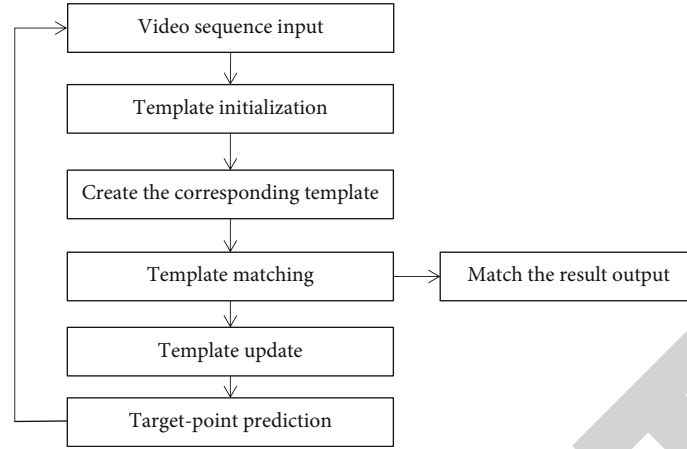 Video sequence input
Template initialization
Create the corresponding template
Template matching
Match the result output
Template update
Target-point prediction